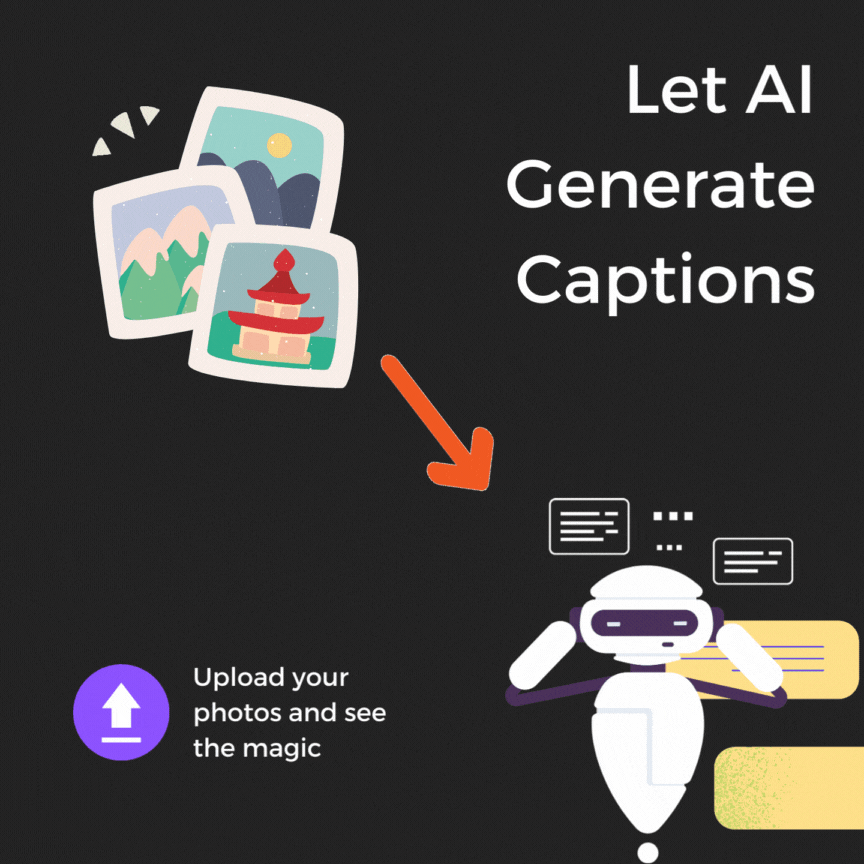 Let AI
Generate
Captions
Upload your
photos and see
the magic